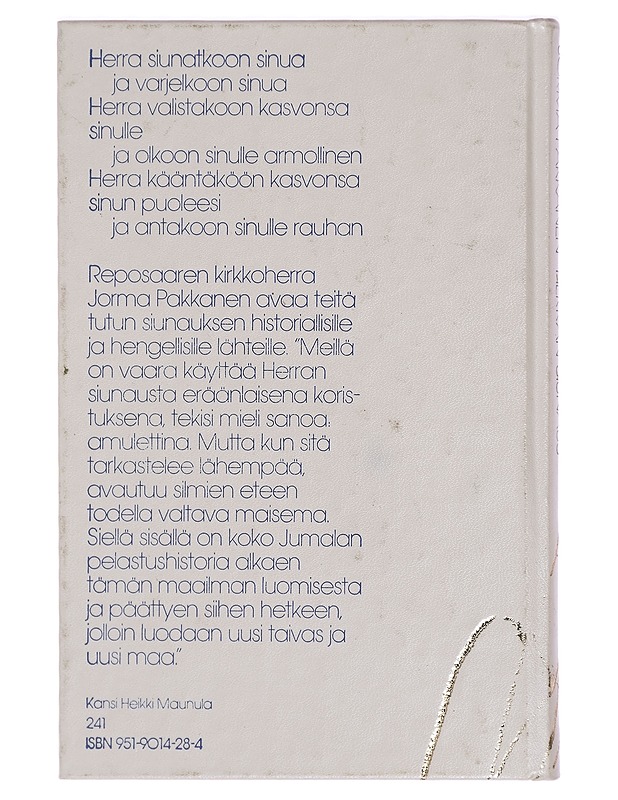 Herra siunatkoon sinua
ja varjelkoon sinua
Herra valistakoon kasvonsa
sinulle
ja olkoon sinulle armollinen
Herra kääntäköön kasvonsa
sinun puoleesi
ja antakoon sinulle rauhan
Reposaaren kirkkoherra
Jorma Pakkanen avaa teitä
tutun siunauksen historiallisille
ja hengellisille lähteille. "Meillä
on vaara käyttää Herran
siunausta eräänlaisena koris-
tuksena, tekisi mieli sanoa:
amulettina. Mutta kun sitä
tarkastelee lähempää,
avautuu silmien eteen
todella valtava maisema.
Siellä sisällä on koko Jumalan
pelastushistoria alkaen
tämän maailman luomisesta
ja päättyen siihen hetkeen,
jolloin luodaan uusi taivas ja
uusi maa."
Kansi Heikki Maunula
241
ISBN 951-9014-28-4